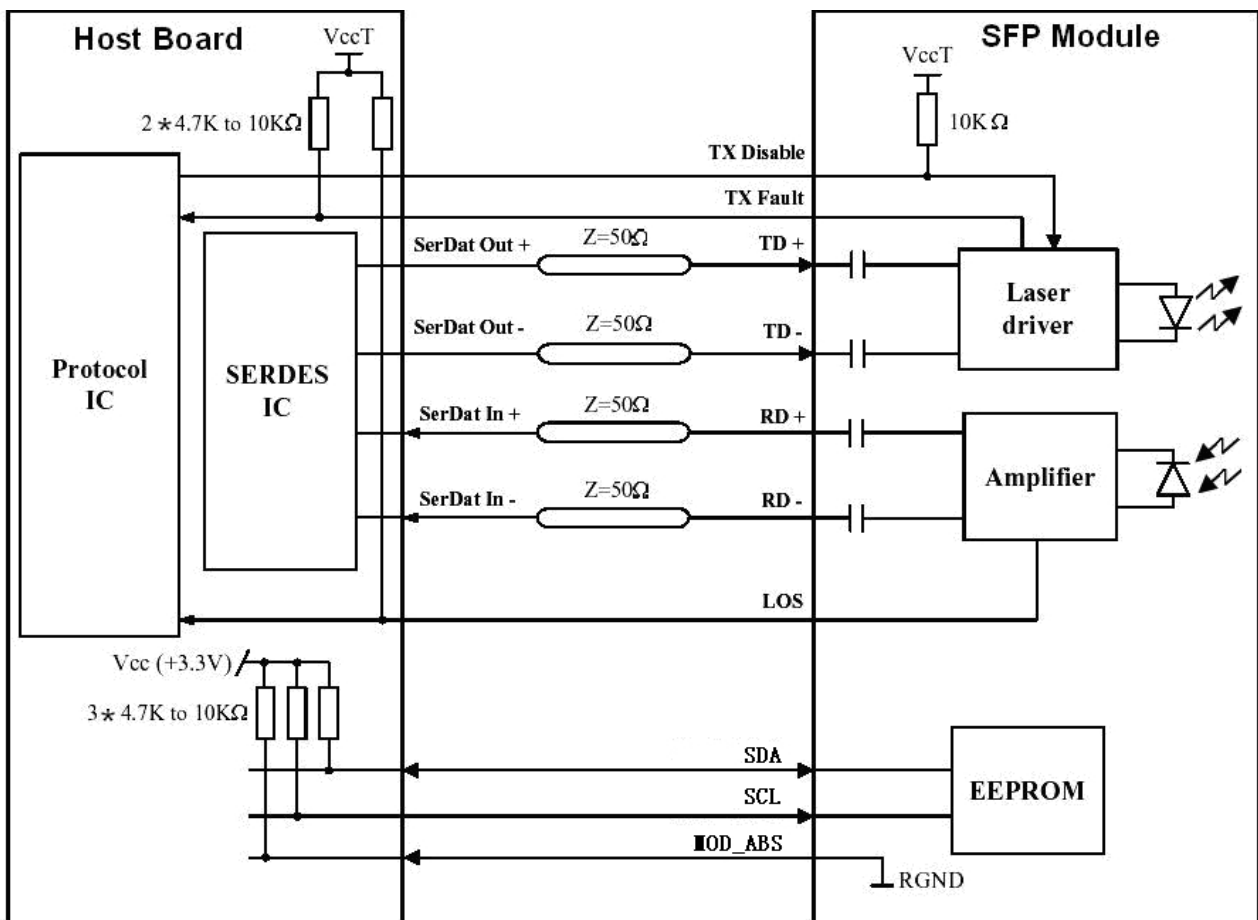 Host Board
SFP Module
VccT
VccT
2*4.7K to 10KΩ
10KΩ
TX Disable
TX Fault
SerDat Out +
Z=50Ω
TD +
Laser driver
SerDat Out -
Z=50Ω
TD -
Protocol IC
SERDES IC
SerDat In +
Z=50Ω
RD +
Amplifier
SerDat In -
Z=50Ω
RD -
LOS
Vcc (+3.3V)
3*4.7K to 10KΩ
SDA
SCL
EEPROM
MOD_ABS
RGND